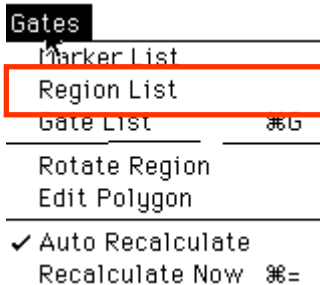 Gates
Marker List
Region List
Gate List ⌘G
Rotate Region
Edit Polygon
✓ Auto Recalculate
Recalculate Now ⌘=